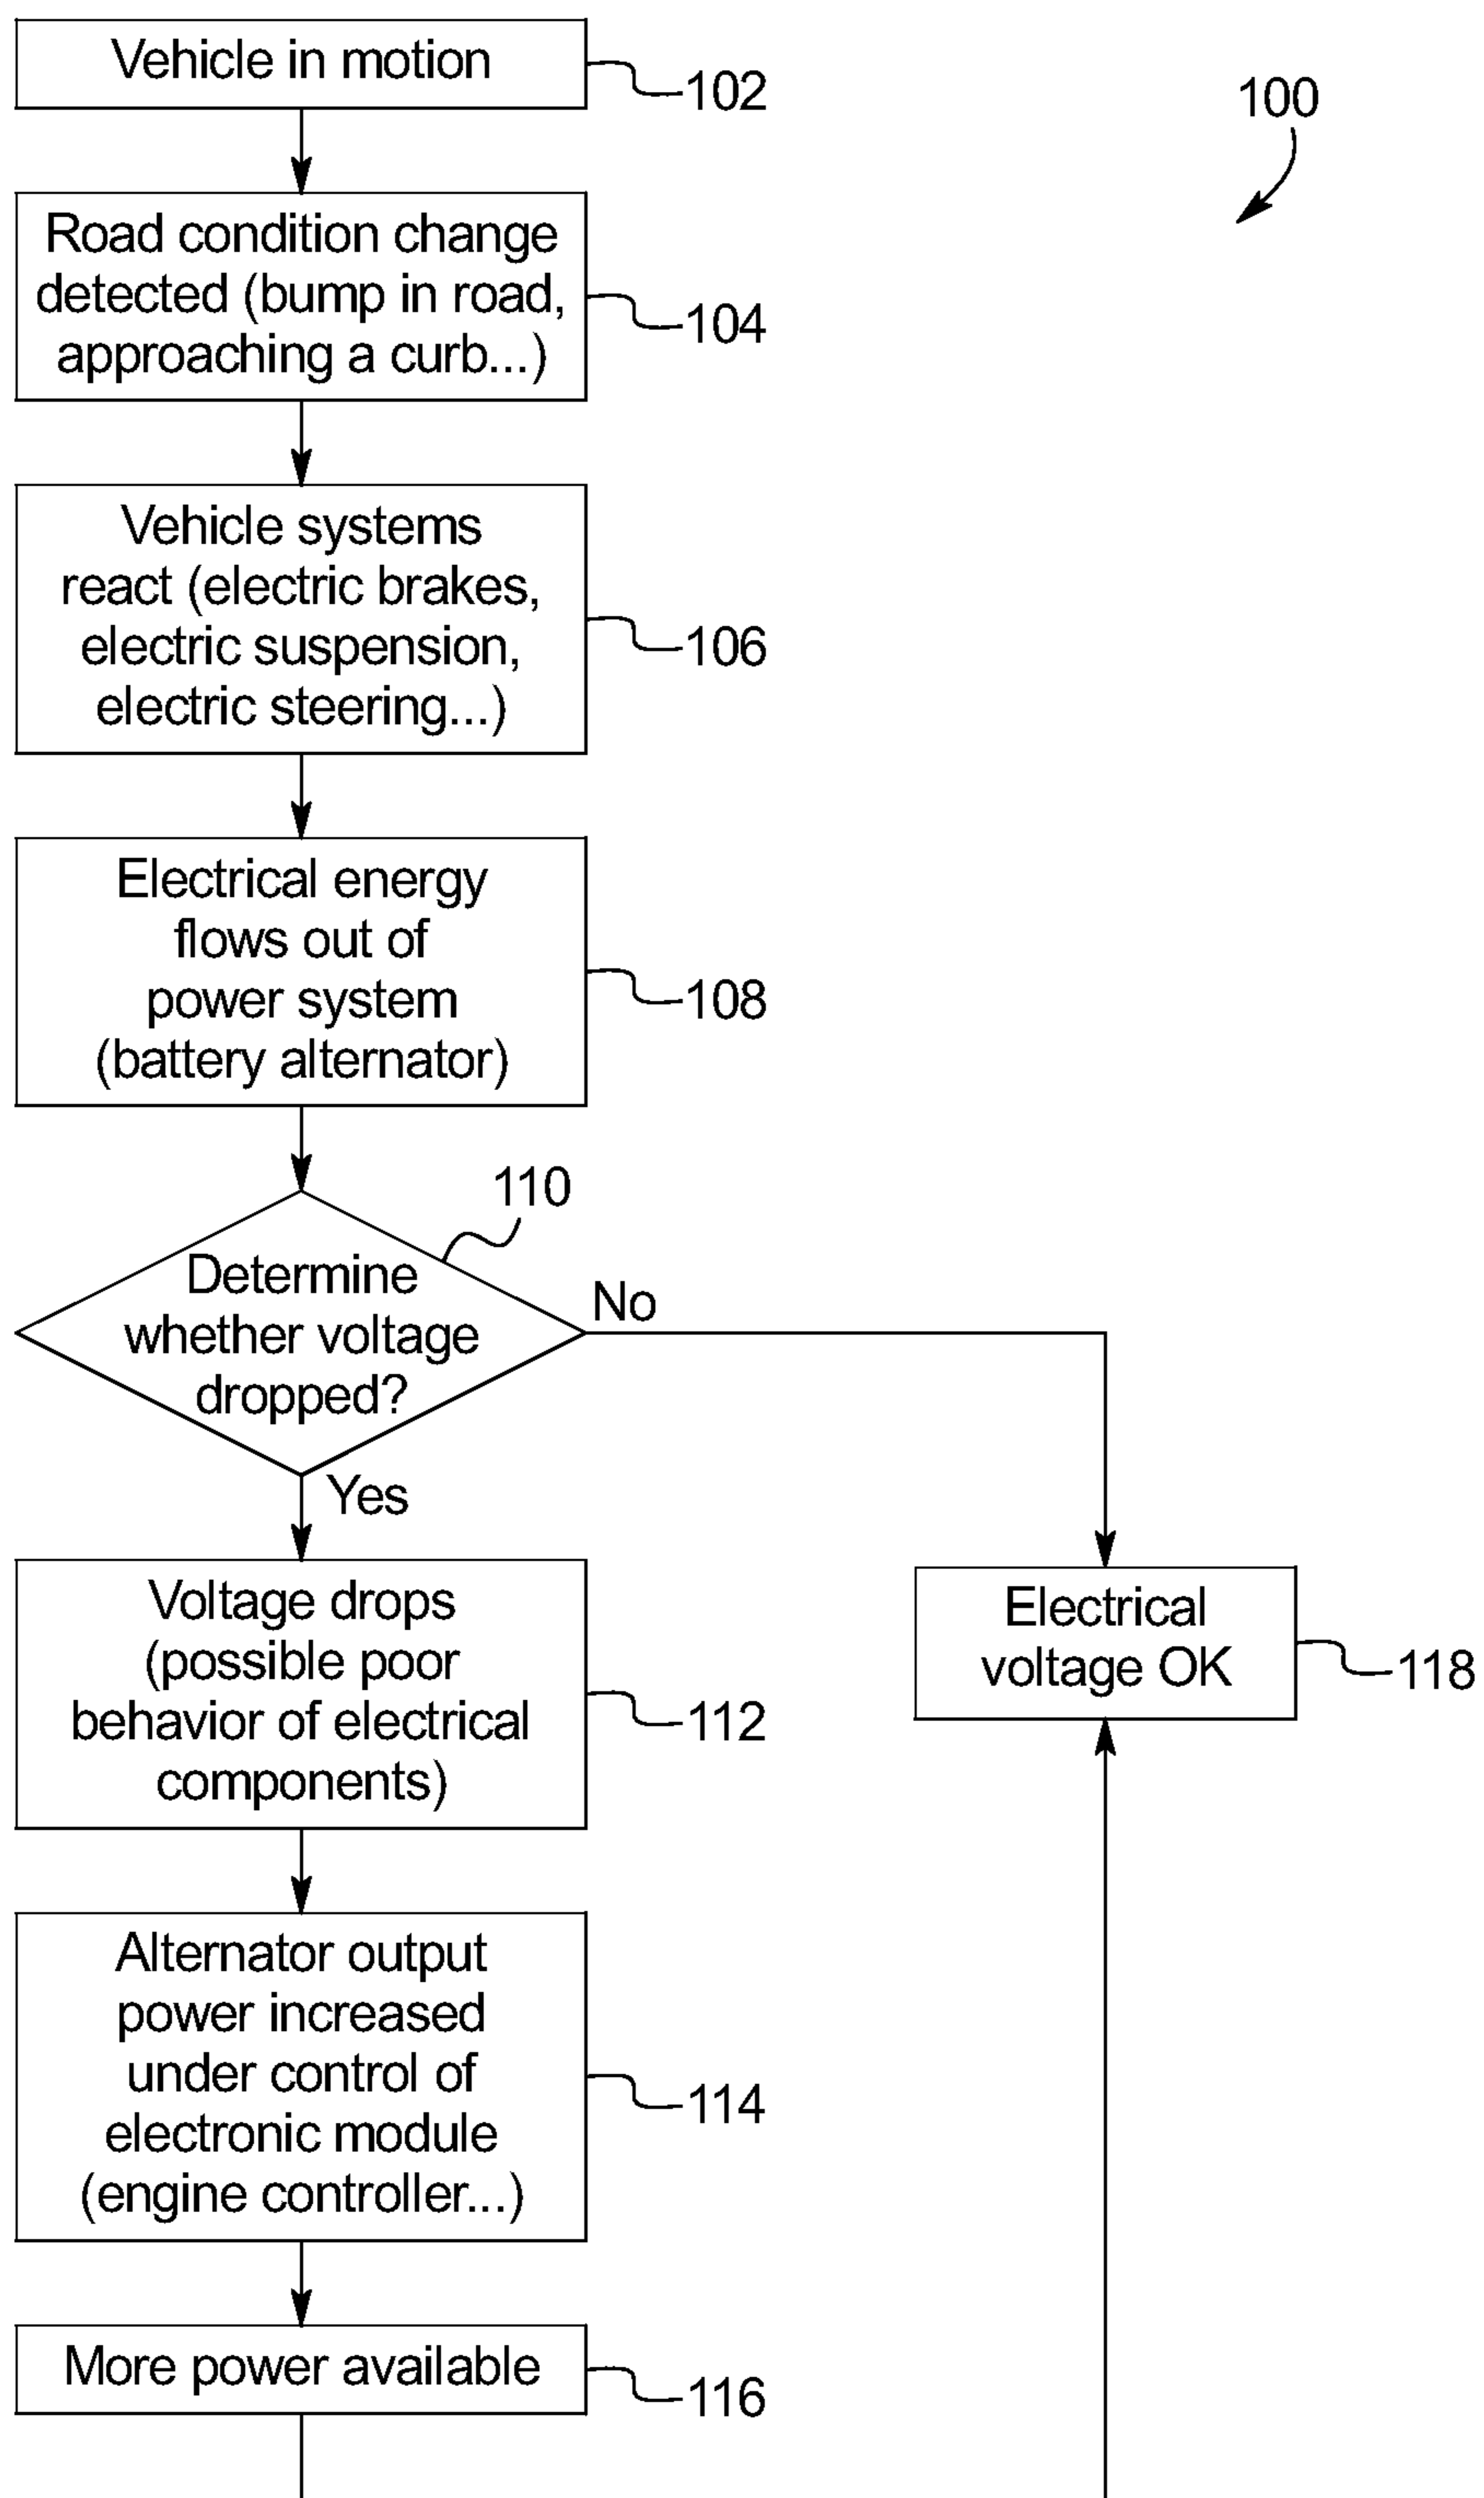 Vehicle in motion
102
100
Road condition change
detected (bump in road,
approaching a curb...)
104
Vehicle systems
react (electric brakes,
electric suspension,
electric steering...)
106
Electrical energy
flows out of
power system
(battery alternator)
108
110
Determine
whether voltage
dropped?
No
Yes
Voltage drops
(possible poor
behavior of electrical
components)
112
Electrical
voltage OK
118
Alternator output
power increased
under control of
electronic module
(engine controller...)
114
More power available
116